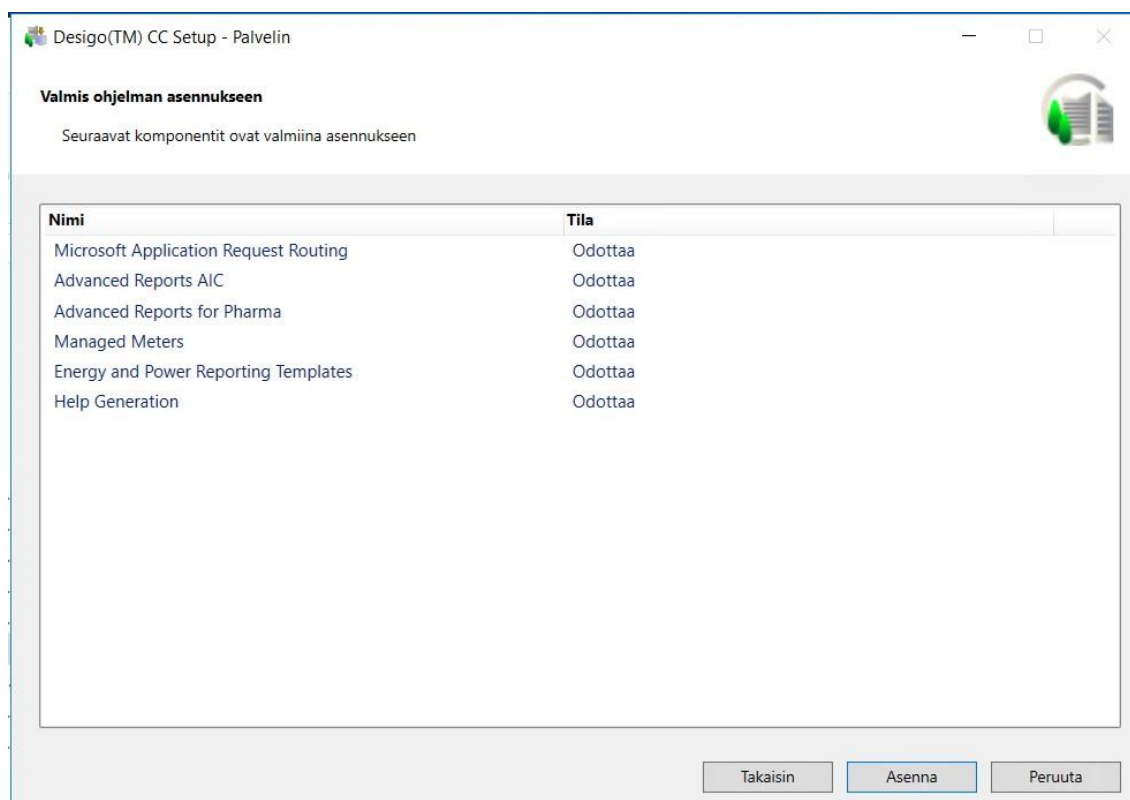 Desigo(TM) CC Setup - Palvelin
Valmis ohjelman asennukseen
Seuraavat komponentit ovat valmiina asennukseen
Nimi Tila
Microsoft Application Request Routing Odottaa
Advanced Reports AIC Odottaa
Advanced Reports for Pharma Odottaa
Managed Meters Odottaa
Energy and Power Reporting Templates Odottaa
Help Generation Odottaa
Takaisin Asenna Peruuta